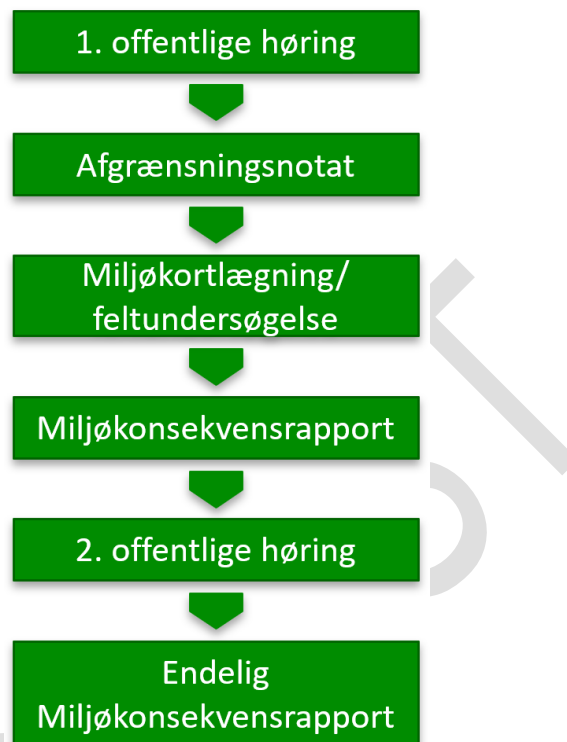 1. offentlige høring
Afgrænsningsnotat
Miljøkortlægning/
feltundersøgelse
Miljøkonsekvensrapport
2. offentlige høring
Endelig
Miljøkonsekvensrapport